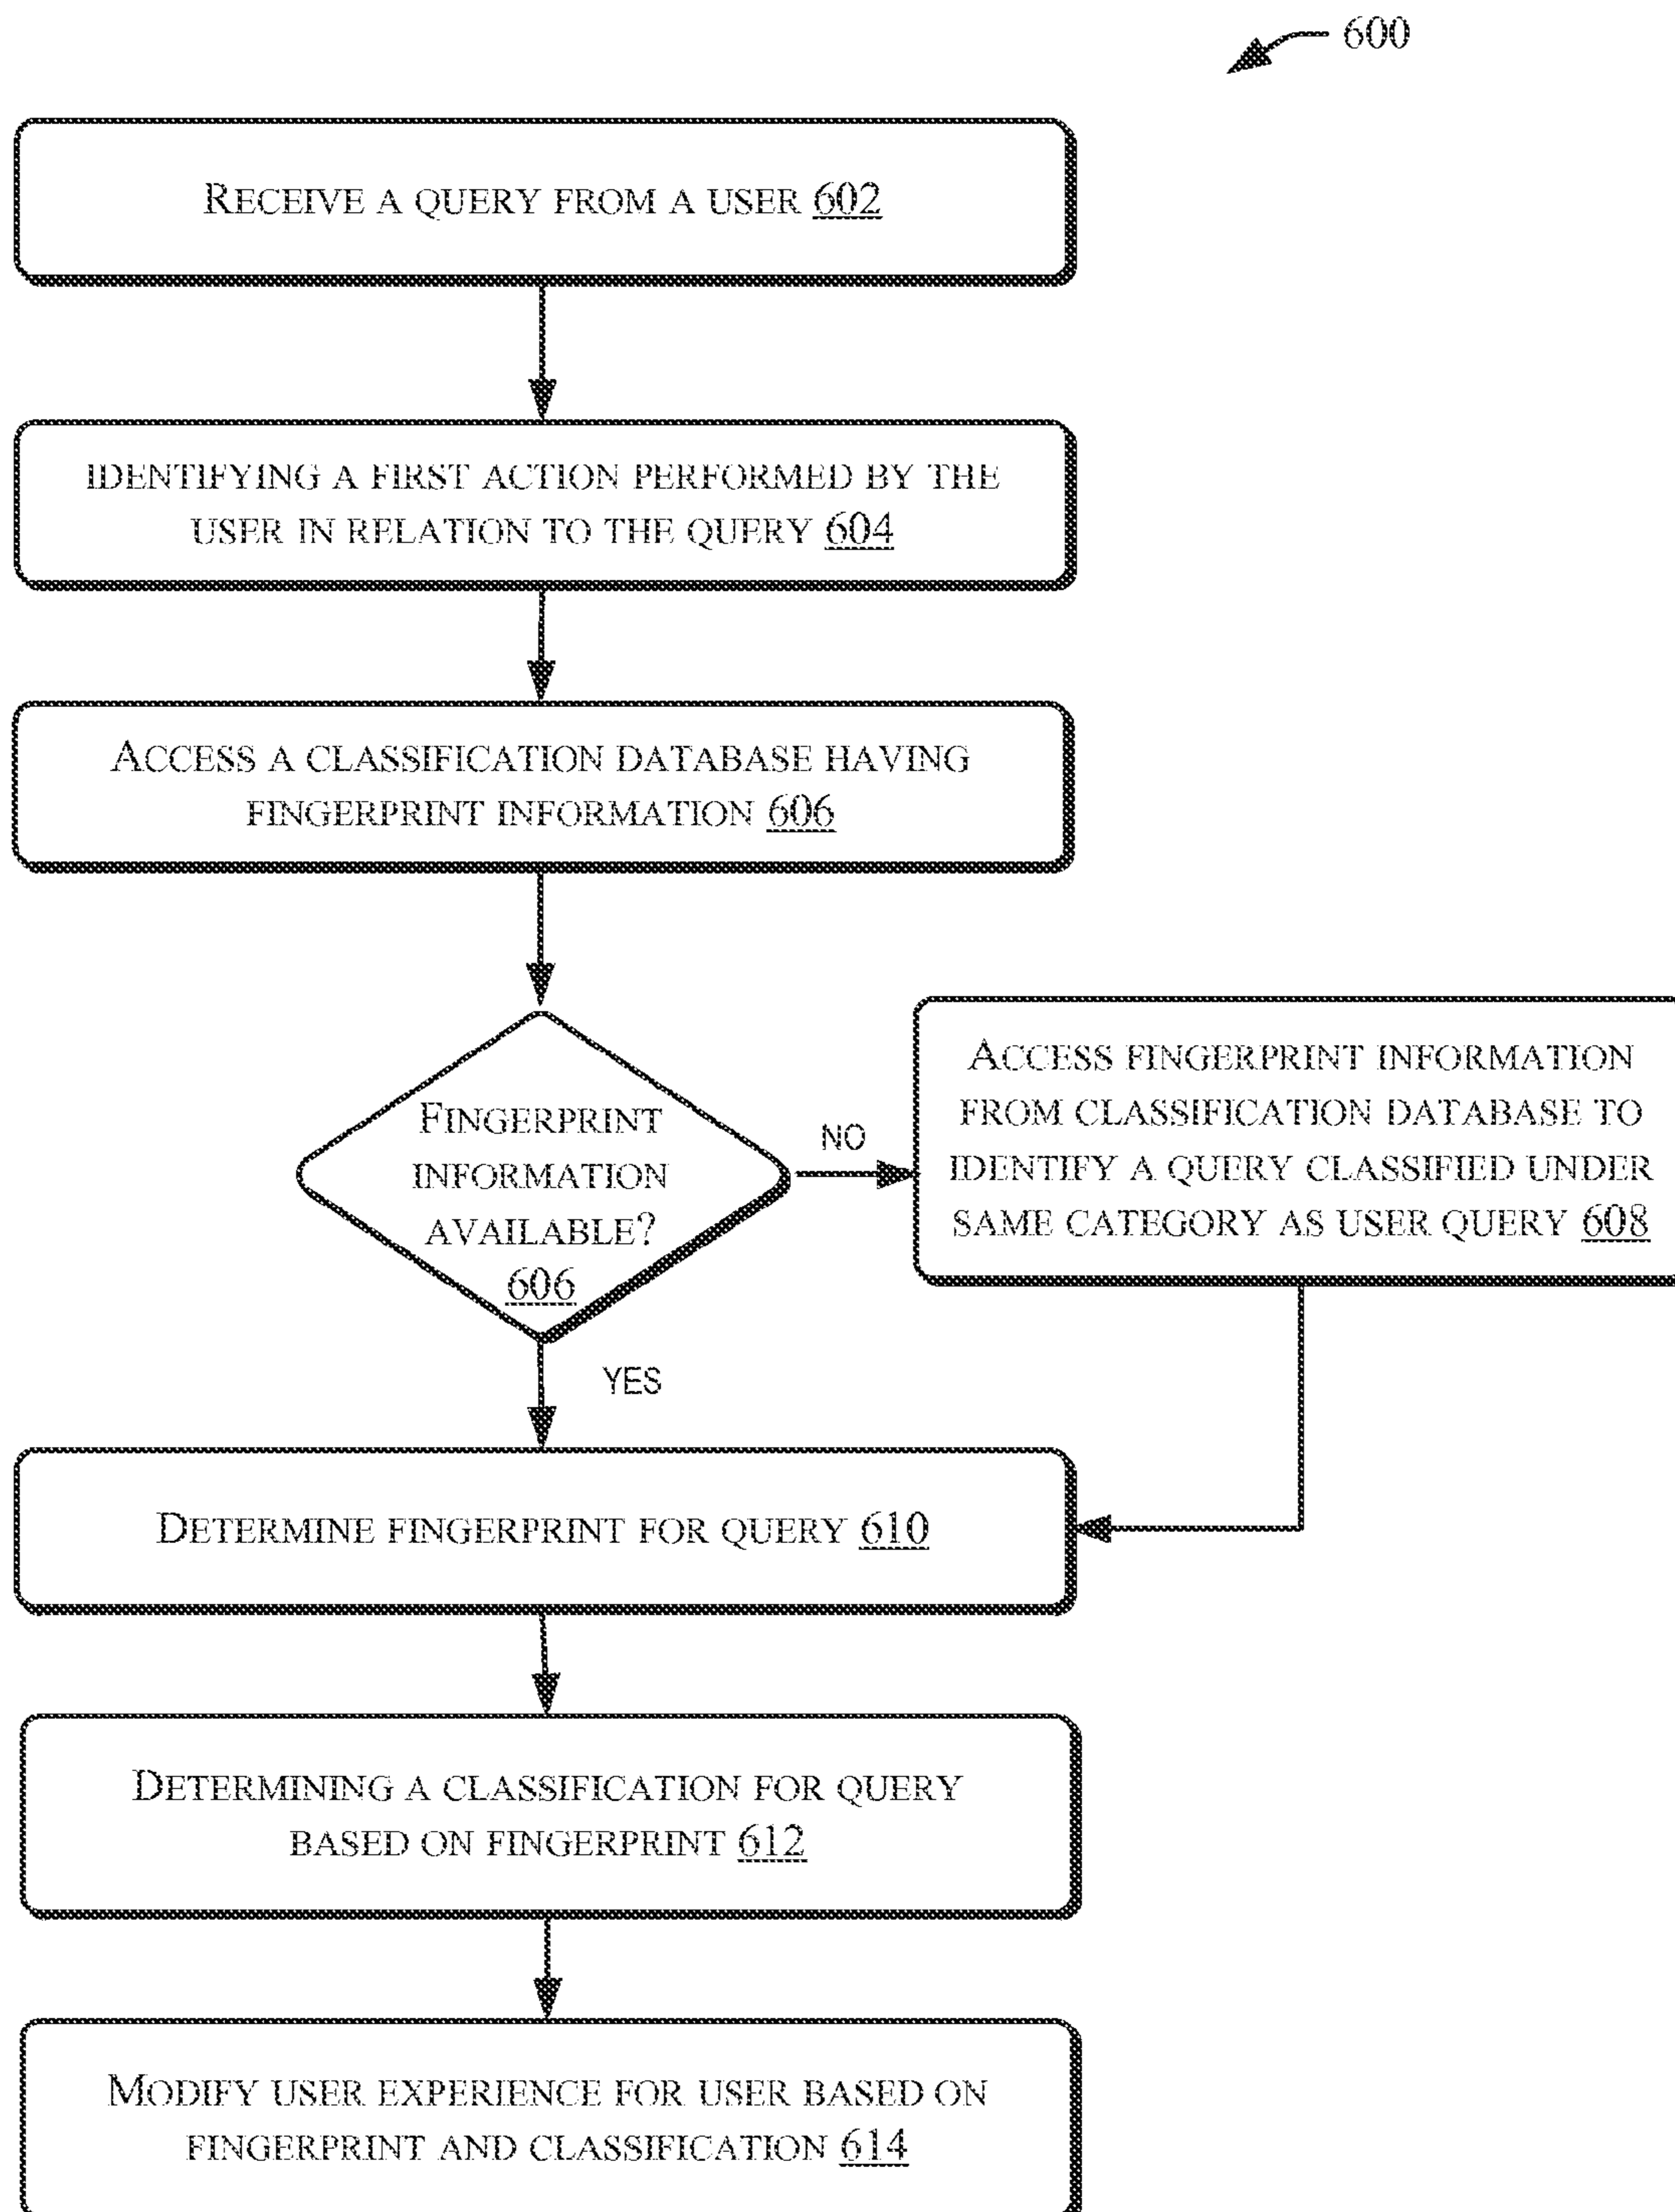 600
RECEIVE A QUERY FROM A USER 602
IDENTIFYING A FIRST ACTION PERFORMED BY THE
USER IN RELATION TO THE QUERY 604
ACCESS A CLASSIFICATION DATABASE HAVING
FINGERPRINT INFORMATION 606
FINGERPRINT
INFORMATION
AVAILABLE?
606
NO
ACCESS FINGERPRINT INFORMATION
FROM CLASSIFICATION DATABASE TO
IDENTIFY A QUERY CLASSIFIED UNDER
SAME CATEGORY AS USER QUERY 608
YES
DETERMINE FINGERPRINT FOR QUERY 610
DETERMINING A CLASSIFICATION FOR QUERY
BASED ON FINGERPRINT 612
MODIFY USER EXPERIENCE FOR USER BASED ON
FINGERPRINT AND CLASSIFICATION 614